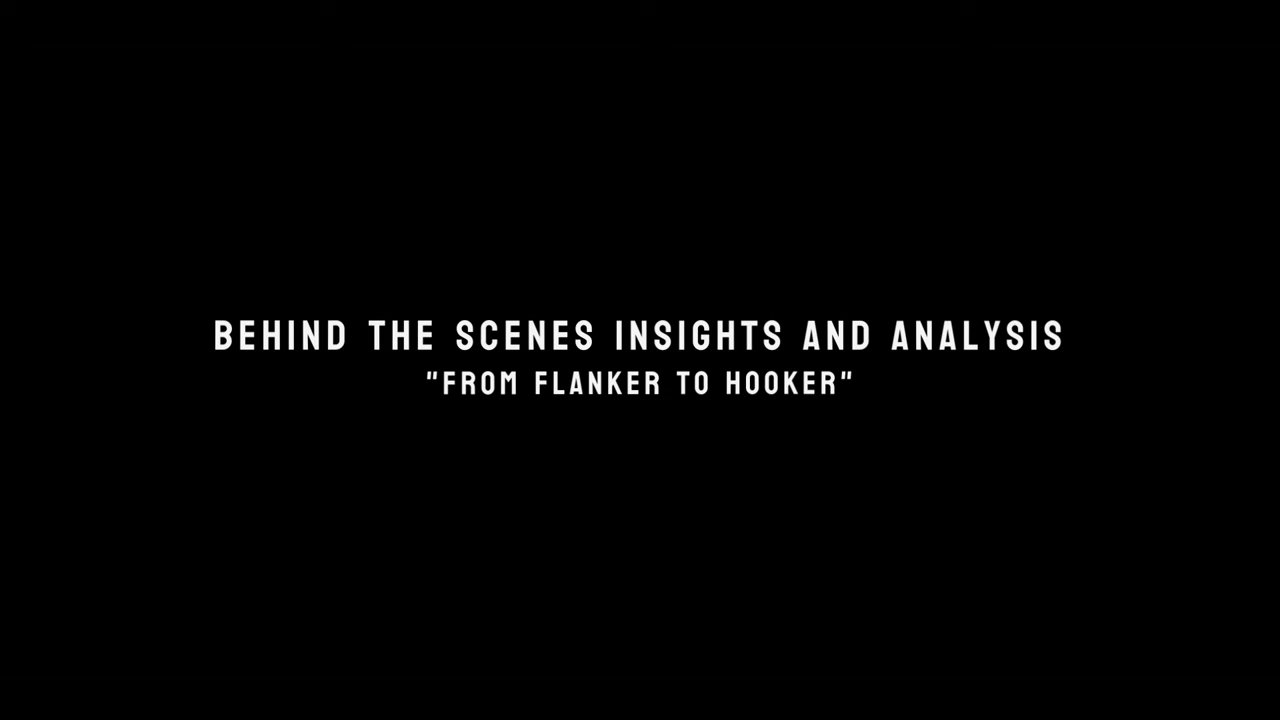 BEHIND THE SCENES INSIGHTS AND ANALYSIS
"FROM FLANKER TO HOOKER"